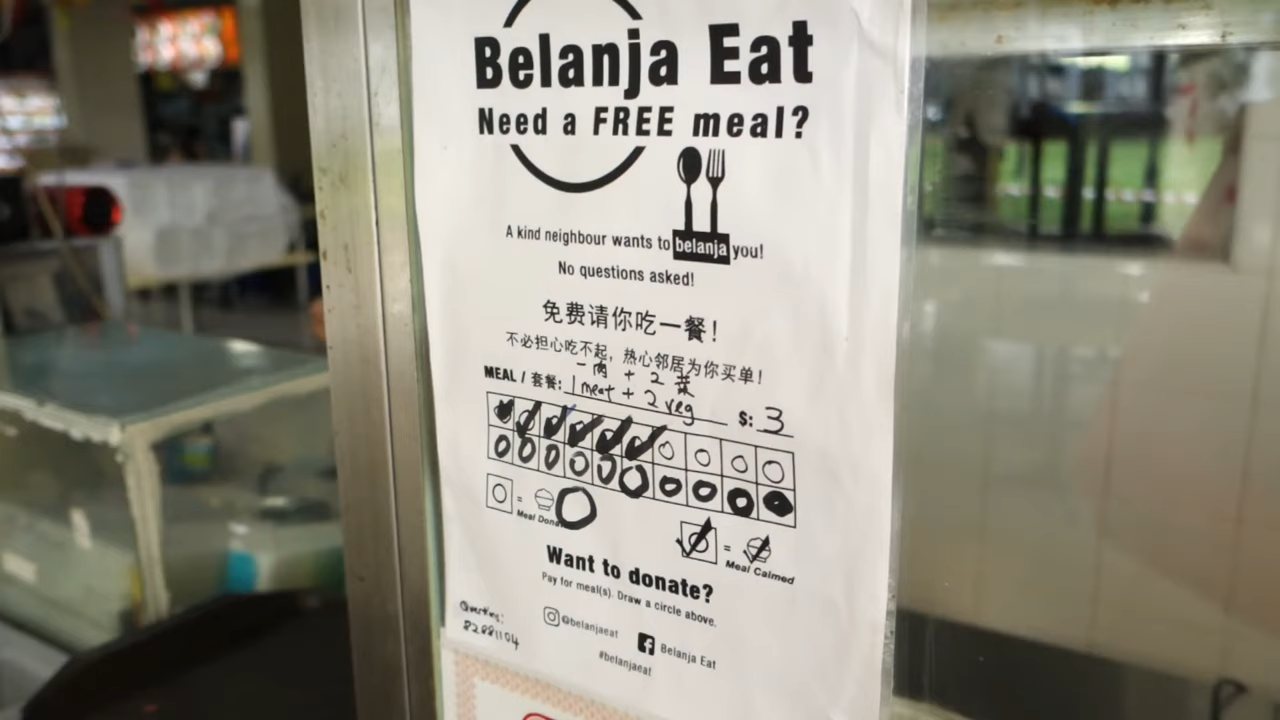 Belanja Eat
Need a FREE meal?
A kind neighbour wants to belanja you!
No questions asked!
免费请你吃一餐!
不必担心吃不起, 热心邻居为你买单!
一肉 + 2 菜
MEAL / 套餐: 1 meat + 2 veg $: 3
= Meal Dona
= Meal Calmed
Want to donate?
Pay for meal(s). Draw a circle above.
@belanjaeat Belanja Eat
#belanjaeat
82881104